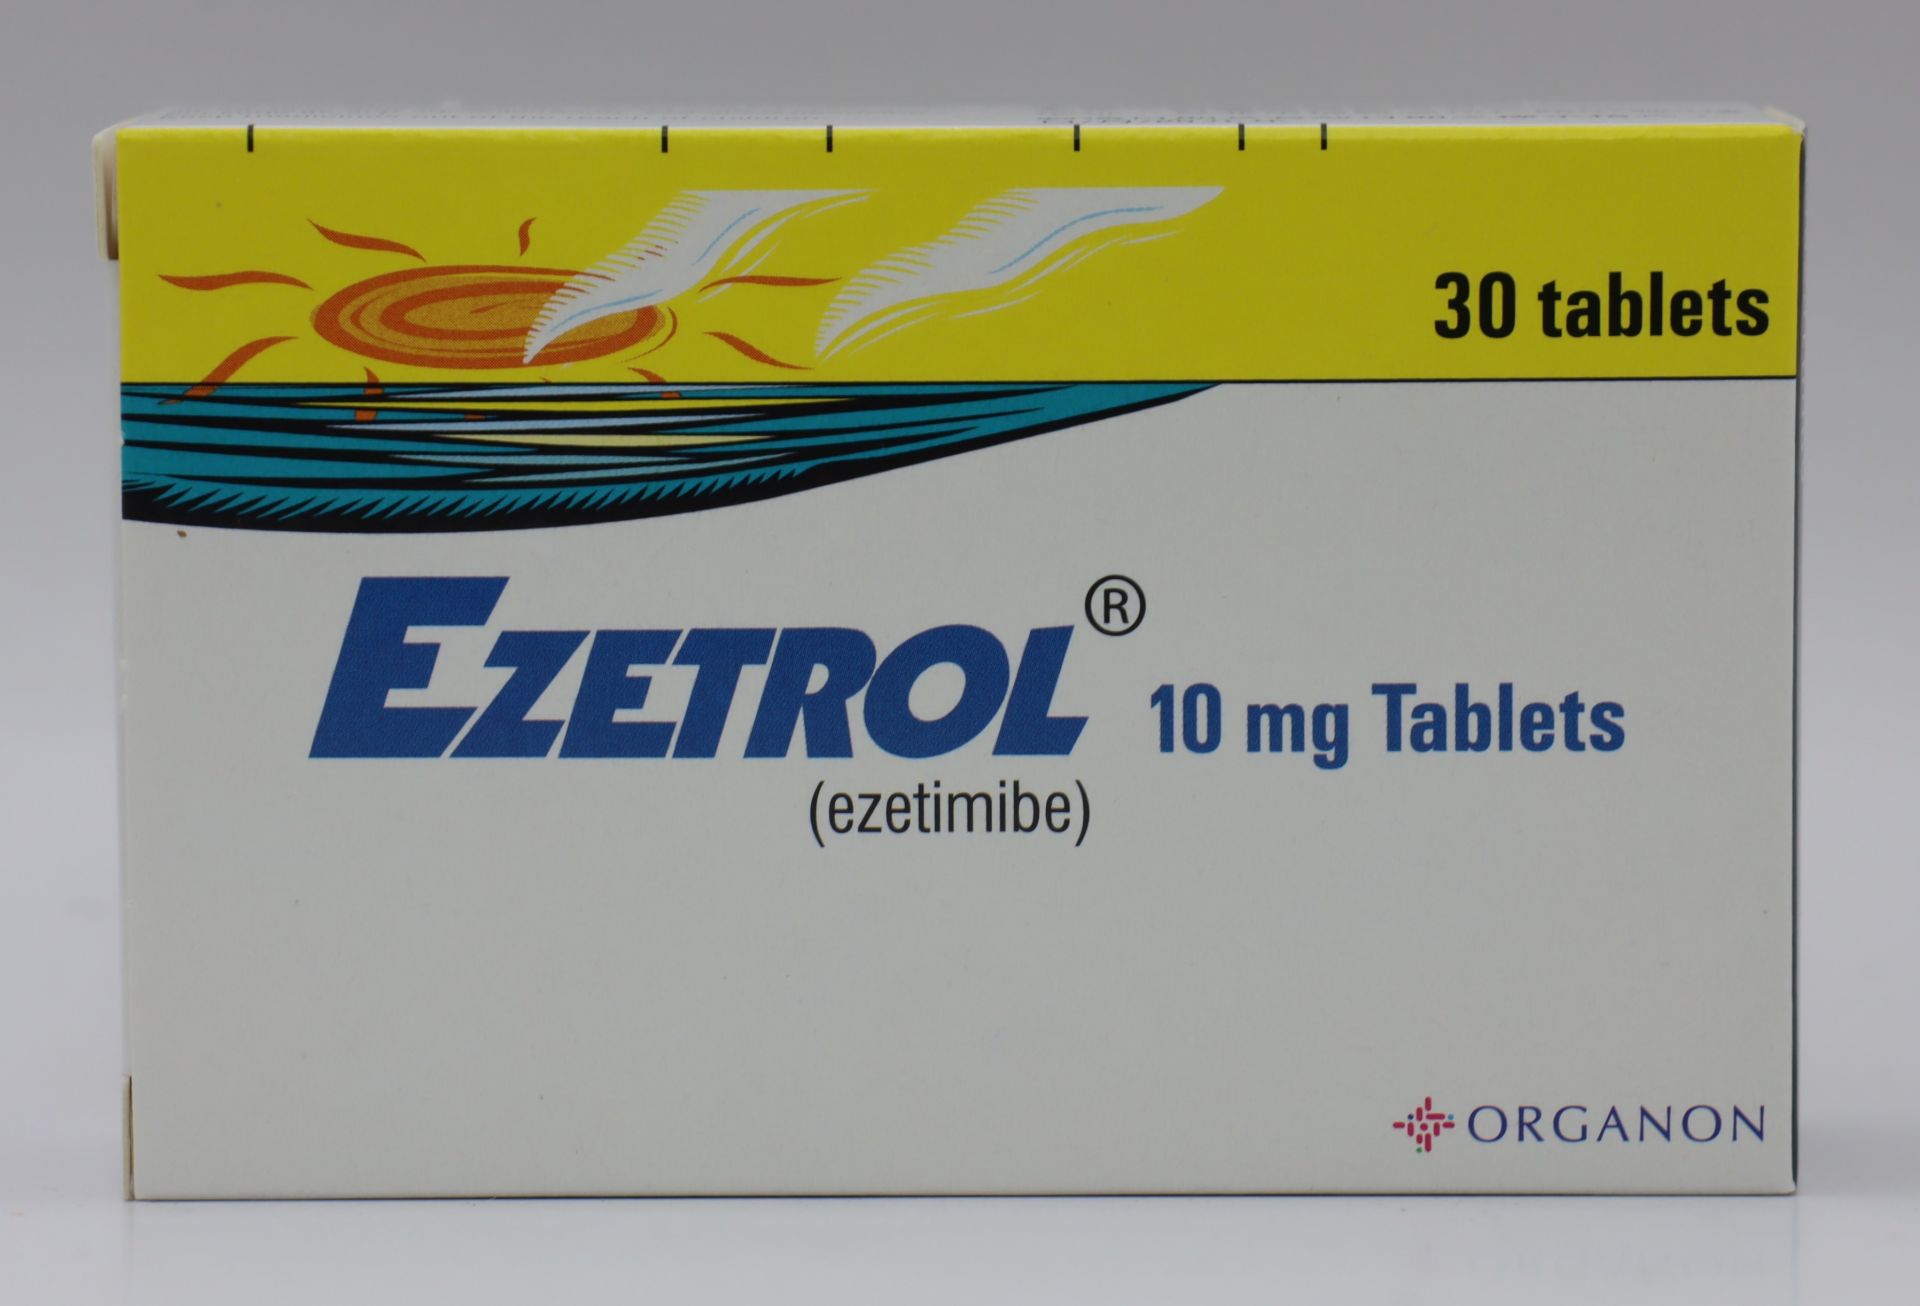 30 tablets
EZETROL® 10 mg Tablets
(ezetimibe)
ORGANON